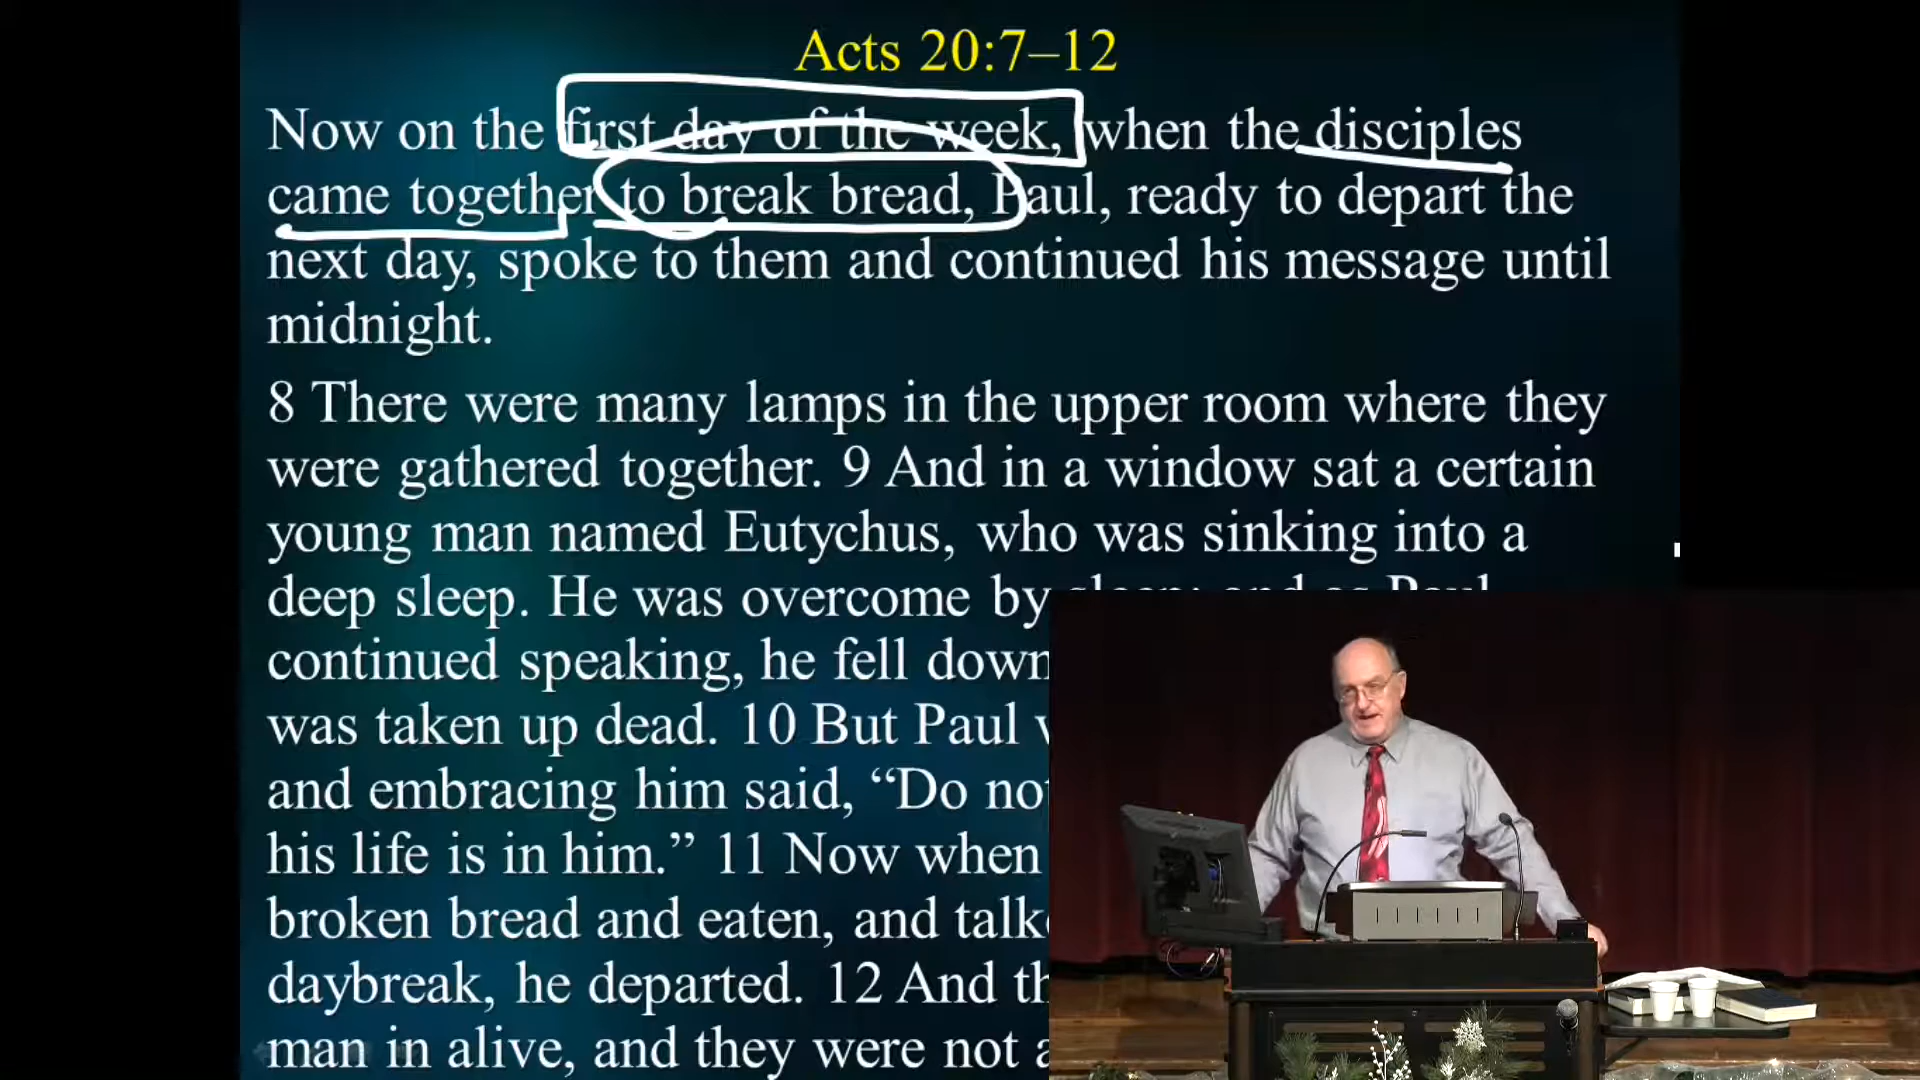 Acts 20:7–12
Now on the first day of the week, when the disciples
came together to break bread, Paul, ready to depart the
next day, spoke to them and continued his message until
midnight.
8 There were many lamps in the upper room where they
were gathered together. 9 And in a window sat a certain
young man named Eutychus, who was sinking into a
deep sleep. He was overcome by sleep; and as Paul
continued speaking, he fell down
was taken up dead. 10 But Paul
and embracing him said, “Do no
his life is in him.” 11 Now when
broken bread and eaten, and talk
daybreak, he departed. 12 And th
man in alive, and they were not a